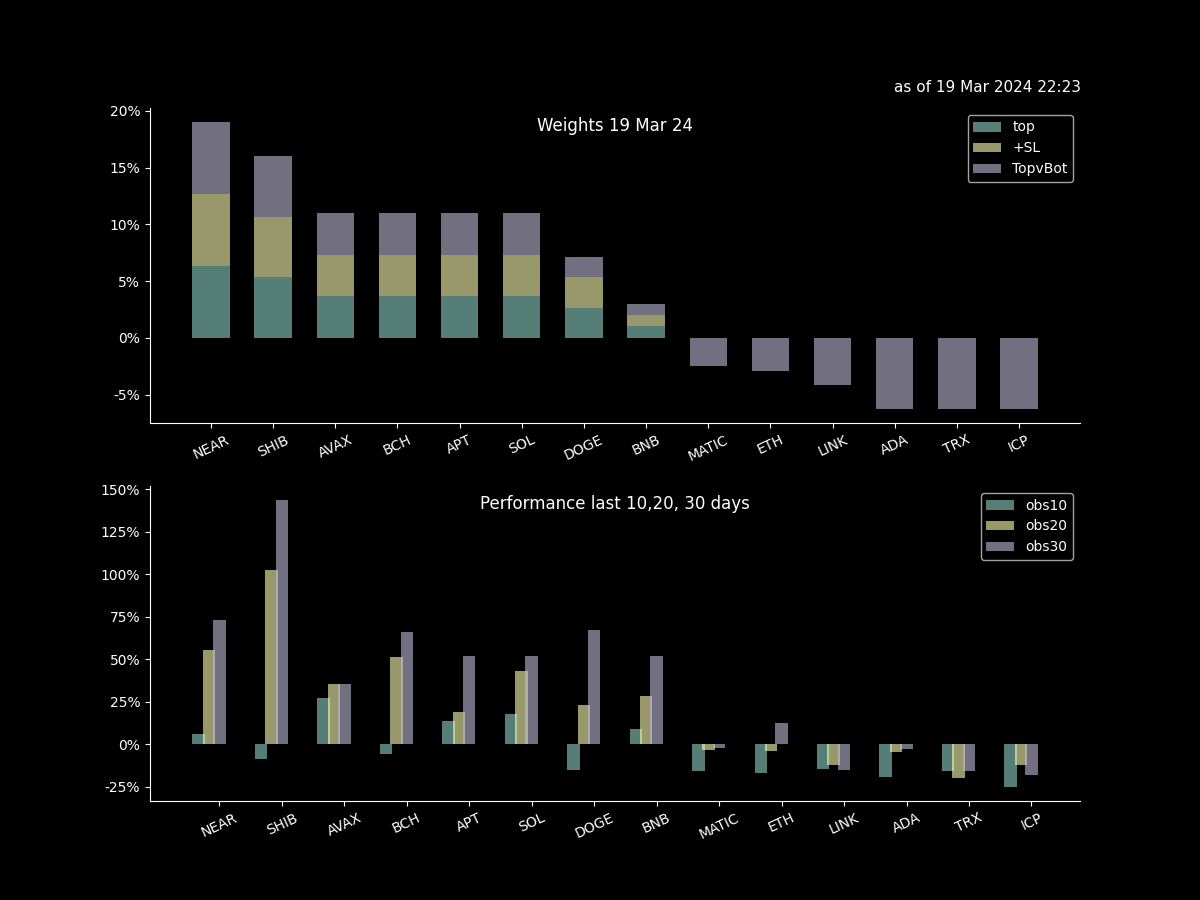 as of 19 Mar 2024 22:23
Weights 19 Mar 24
top
+SL
TopvBot
20%
15%
10%
5%
0%
-5%
NEAR SHIB AVAX BCH APT SOL DOGE BNB MATIC ETH LINK ADA TRX ICP
Performance last 10,20, 30 days
obs10
obs20
obs30
150%
125%
100%
75%
50%
25%
0%
-25%
NEAR SHIB AVAX BCH APT SOL DOGE BNB MATIC ETH LINK ADA TRX ICP